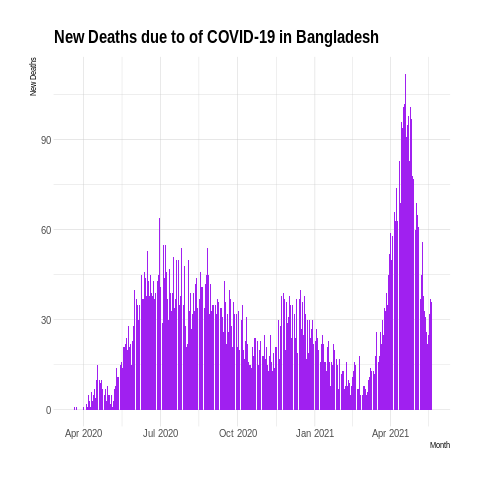 New Deaths due to of COVID-19 in Bangladesh
New Deaths
90
60
30
0
Apr 2020 Jul 2020 Oct 2020 Jan 2021 Apr 2021
Month